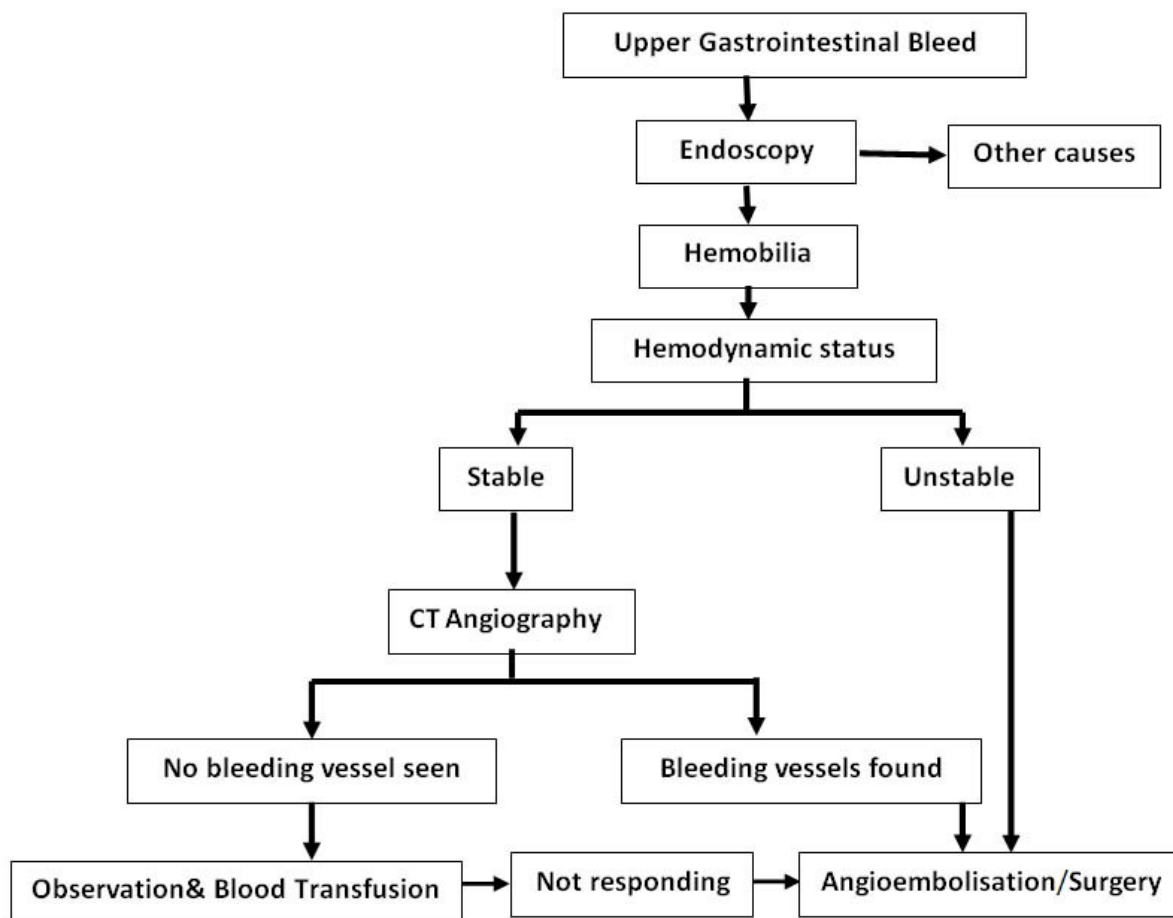 Upper Gastrointestinal Bleed
Endoscopy
Other causes
Hemobilia
Hemodynamic status
Stable
Unstable
CT Angiography
No bleeding vessel seen
Bleeding vessels found
Observation& Blood Transfusion
Not responding
Angioembolisation/Surgery